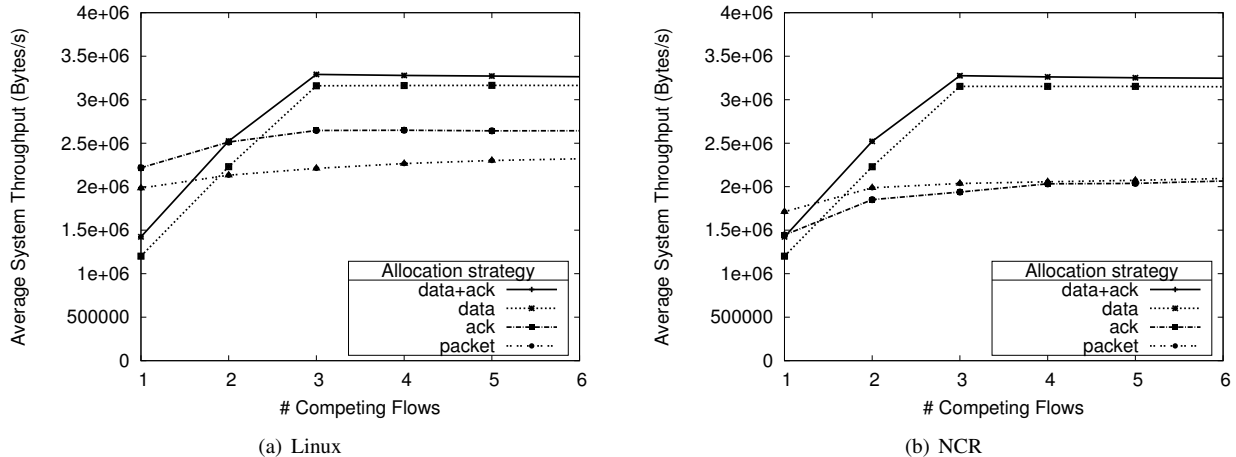 4e+06
3.5e+06
3e+06
2.5e+06
2e+06
1.5e+06
1e+06
500000
0
Average System Throughput (Bytes/s)
1 2 3 4 5 6
# Competing Flows
Allocation strategy
data+ack
data
ack
packet
(a) Linux
4e+06
3.5e+06
3e+06
2.5e+06
2e+06
1.5e+06
1e+06
500000
0
Average System Throughput (Bytes/s)
1 2 3 4 5 6
# Competing Flows
Allocation strategy
data+ack
data
ack
packet
(b) NCR